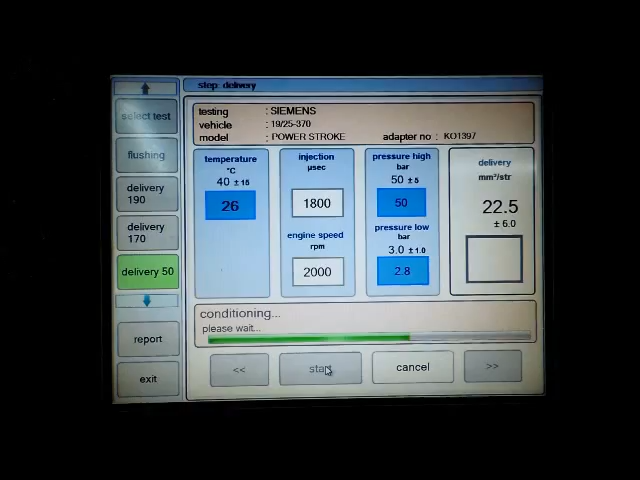 step: delivery
select test
flushing
delivery
190
delivery
170
delivery 50
report
exit
testing : SIEMENS
vehicle : 19/25-370
model : POWER STROKE adapter no : KO1397
temperature
°C
40 ± 15
26
injection
µsec
1800
engine speed
rpm
2000
pressure high
bar
50 ± 5
50
pressure low
bar
3.0 ± 1.0
2.8
delivery
mm³/str
22.5
± 6.0
conditioning...
please wait...
<< start cancel >>